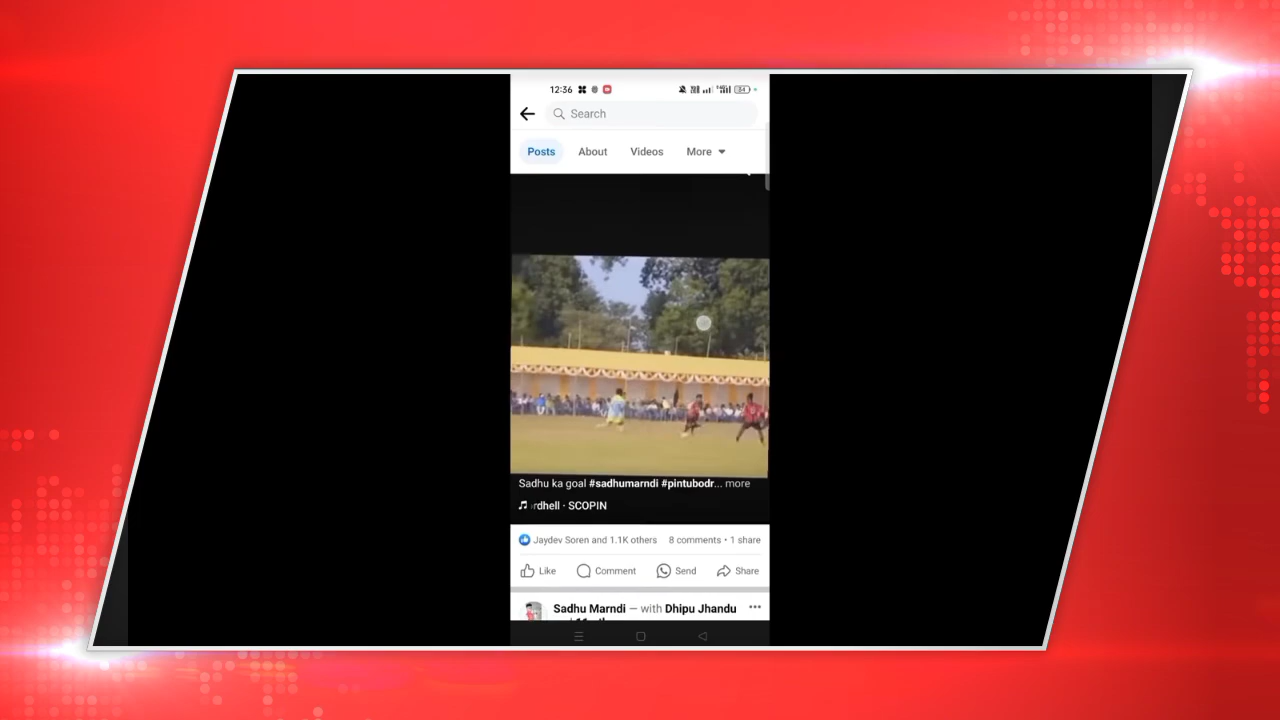 12:36
Search
Posts About Videos More
Sadhu ka goal #sadhumarndi #pintubodr... more
rdhell · SCOPIN
Jaydev Soren and 1.1K others 8 comments • 1 share
Like Comment Send Share
Sadhu Marndi — with Dhipu Jhandu